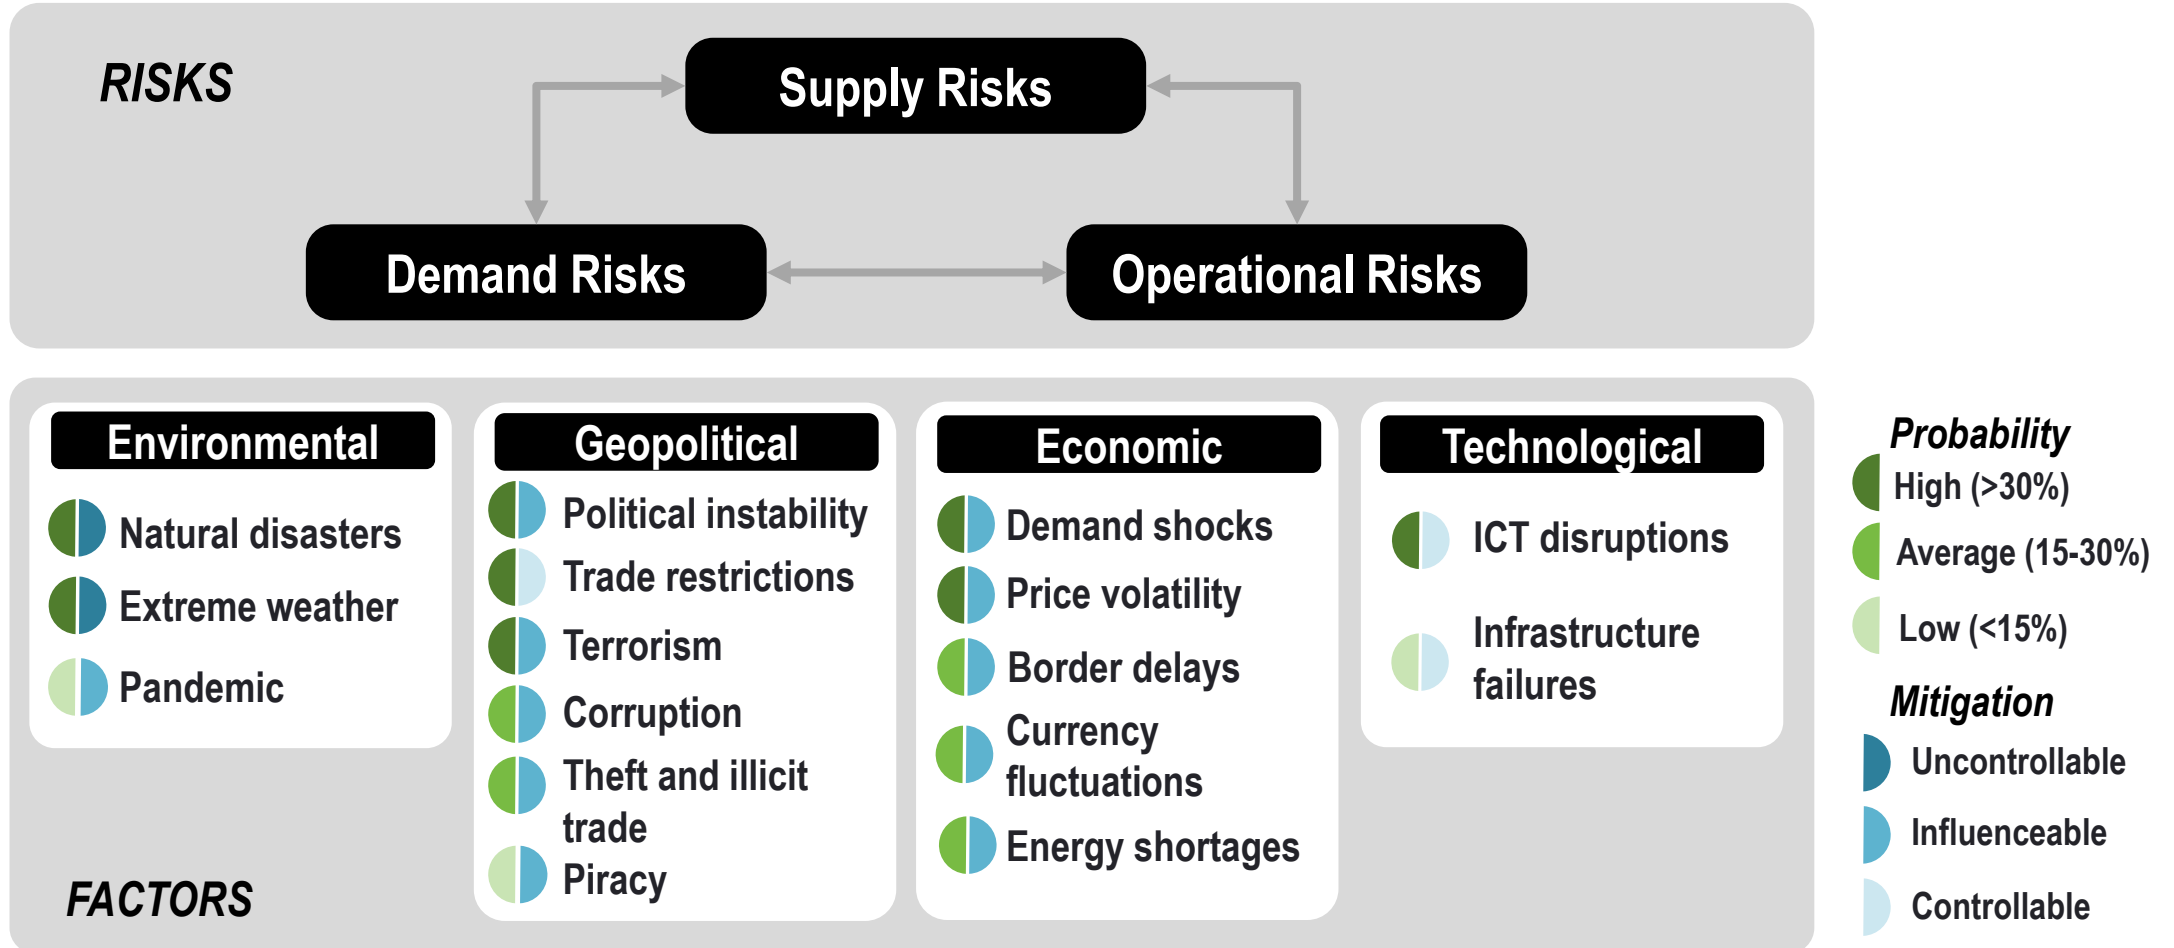 RISKS
Supply Risks
Demand Risks
Operational Risks
Environmental
Natural disasters
Extreme weather
Pandemic
Geopolitical
Political instability
Trade restrictions
Terrorism
Corruption
Theft and illicit
trade
Piracy
Economic
Demand shocks
Price volatility
Border delays
Currency
fluctuations
Energy shortages
Technological
ICT disruptions
Infrastructure
failures
FACTORS
Probability
High (>30%)
Average (15-30%)
Low (<15%)
Mitigation
Uncontrollable
Influenceable
Controllable